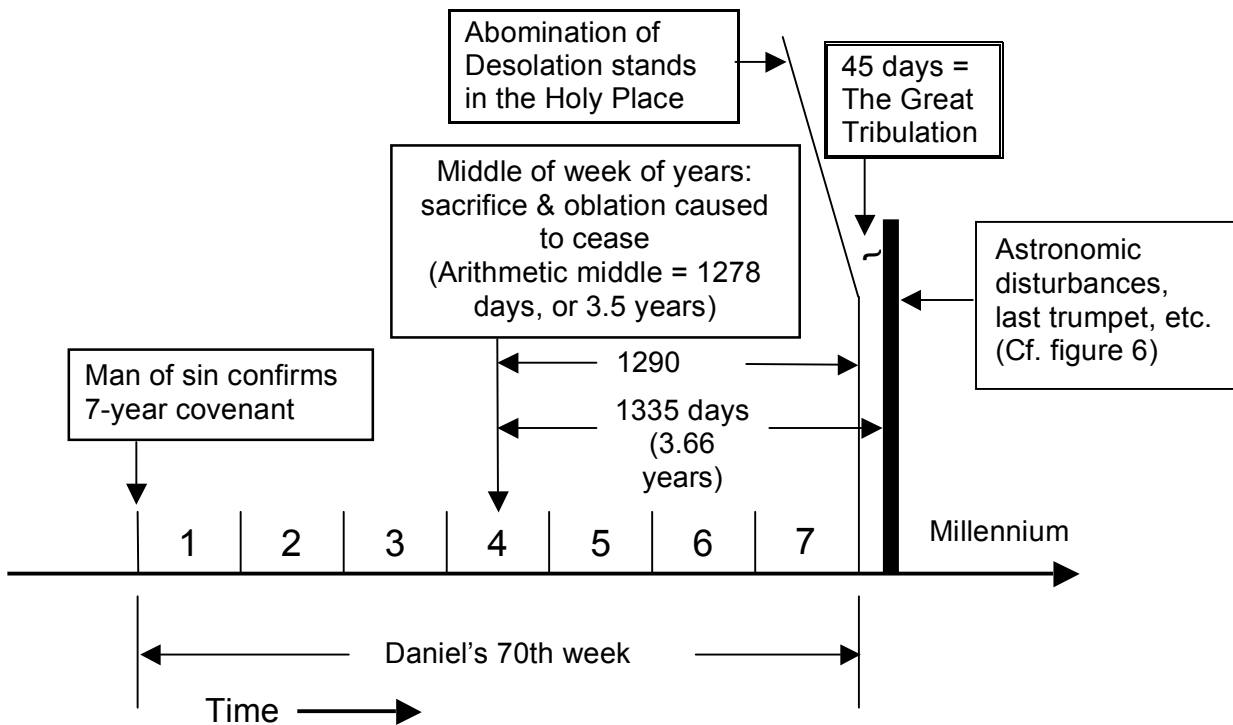 Abomination of
Desolation stands
in the Holy Place
45 days =
The Great
Tribulation
Middle of week of years:
sacrifice & oblation caused
to cease
(Arithmetic middle = 1278
days, or 3.5 years)
Astronomic
disturbances,
last trumpet, etc.
(Cf. figure 6)
Man of sin confirms
7-year covenant
1290
1335 days
(3.66
years)
1 2 3 4 5 6 7
Millennium
Daniel’s 70th week
Time